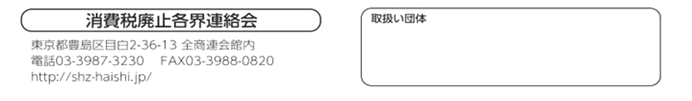 消費税廃止各界連絡会
東京都豊島区目白2-36-13 全商連会館内
電話03-3987-3230　FAX03-3988-0820
http://shz-haishi.jp/
取扱い団体